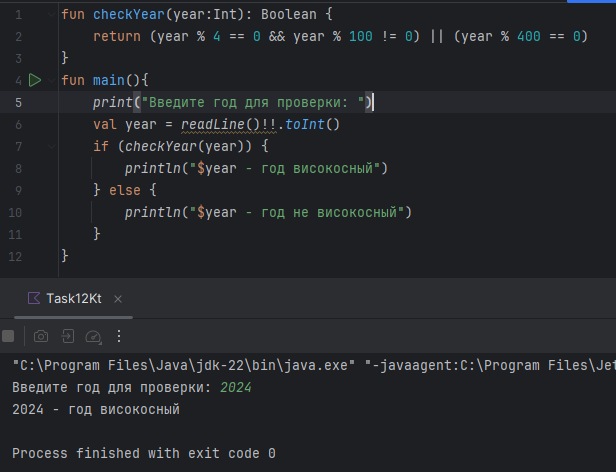 1 fun checkYear(year:Int): Boolean {
2 return (year % 4 == 0 && year % 100 != 0) || (year % 400 == 0)
3 }
4 fun main(){
5 print("Введите год для проверки: ")
6 val year = readLine()!!.toInt()
7 if (checkYear(year)) {
8 println("$year - год високосный")
9 } else {
10 println("$year - год не високосный")
11 }
12 }
Task12Kt ×
"C:\Program Files\Java\jdk-22\bin\java.exe" "-javaagent:C:\Program Files\Jet
Введите год для проверки: 2024
2024 - год високосный
Process finished with exit code 0